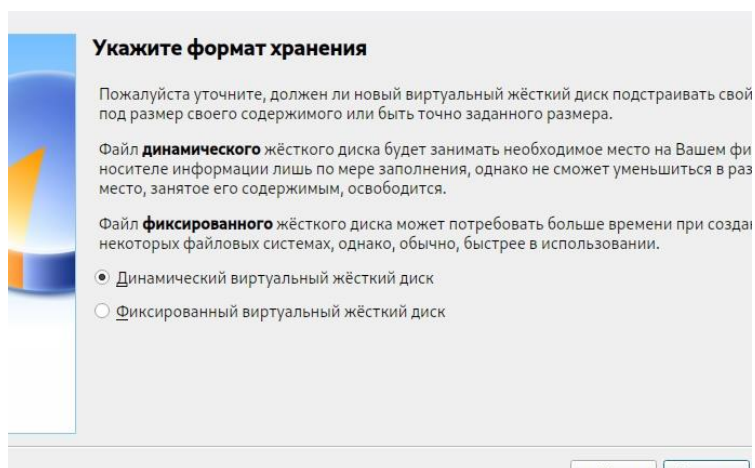 Укажите формат хранения
Пожалуйста уточните, должен ли новый виртуальный жёсткий диск подстраивать свой
под размер своего содержимого или быть точно заданного размера.
Файл динамического жёсткого диска будет занимать необходимое место на Вашем фи
носителе информации лишь по мере заполнения, однако не сможет уменьшиться в раз
место, занятое его содержимым, освободится.
Файл фиксированного жёсткого диска может потребовать больше времени при созда
некоторых файловых системах, однако, обычно, быстрее в использовании.
Динамический виртуальный жёсткий диск
Фиксированный виртуальный жёсткий диск